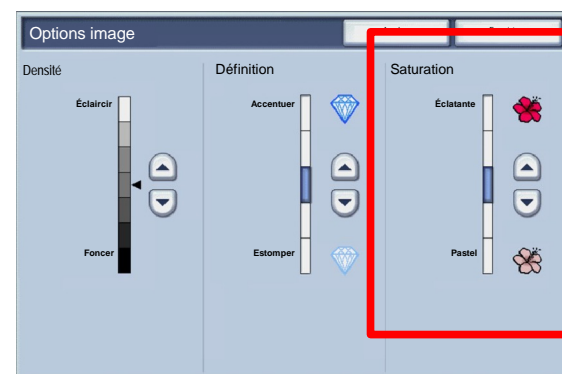 Options image
Densité
Définition
Saturation
Éclaircir
Accentuer
Éclatante
Foncer
Estomper
Pastel